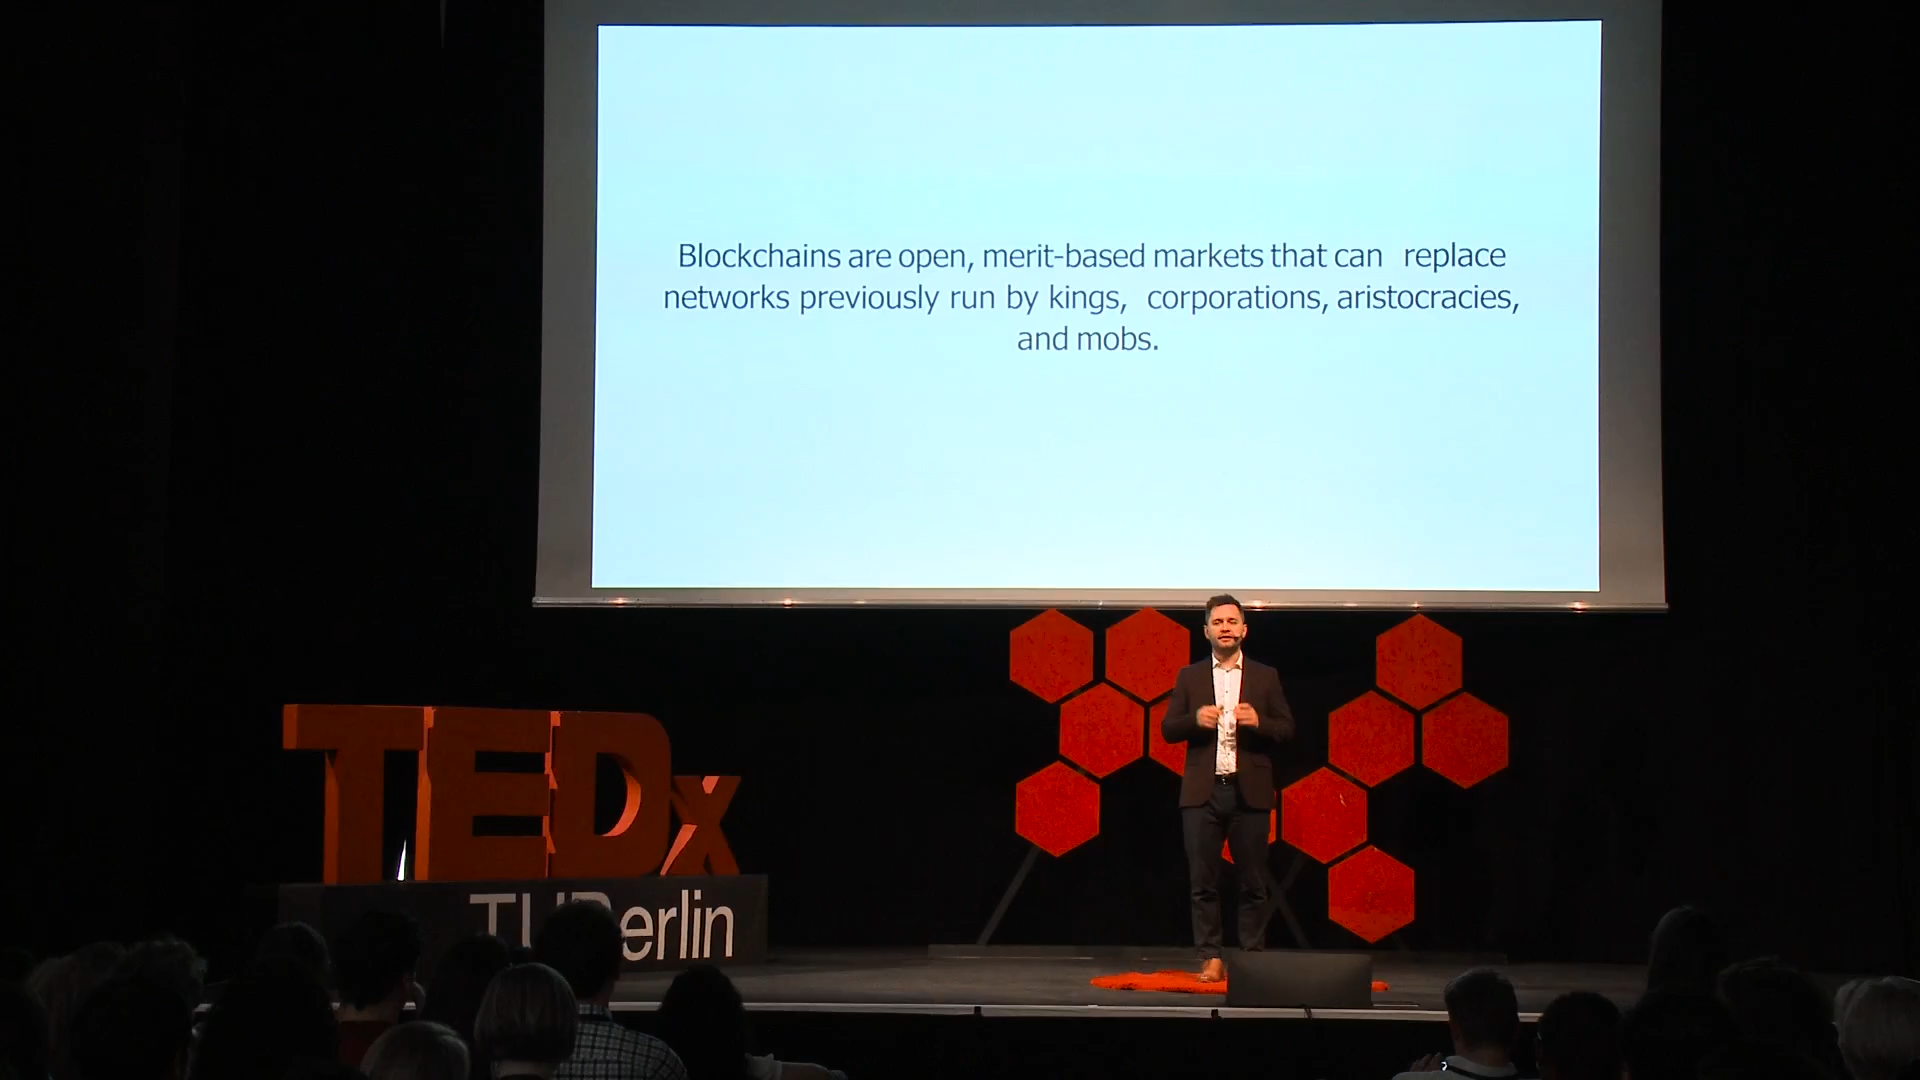 Blockchains are open, merit-based markets that can replace
networks previously run by kings, corporations, aristocracies,
and mobs.
TEDx
TUBerlin